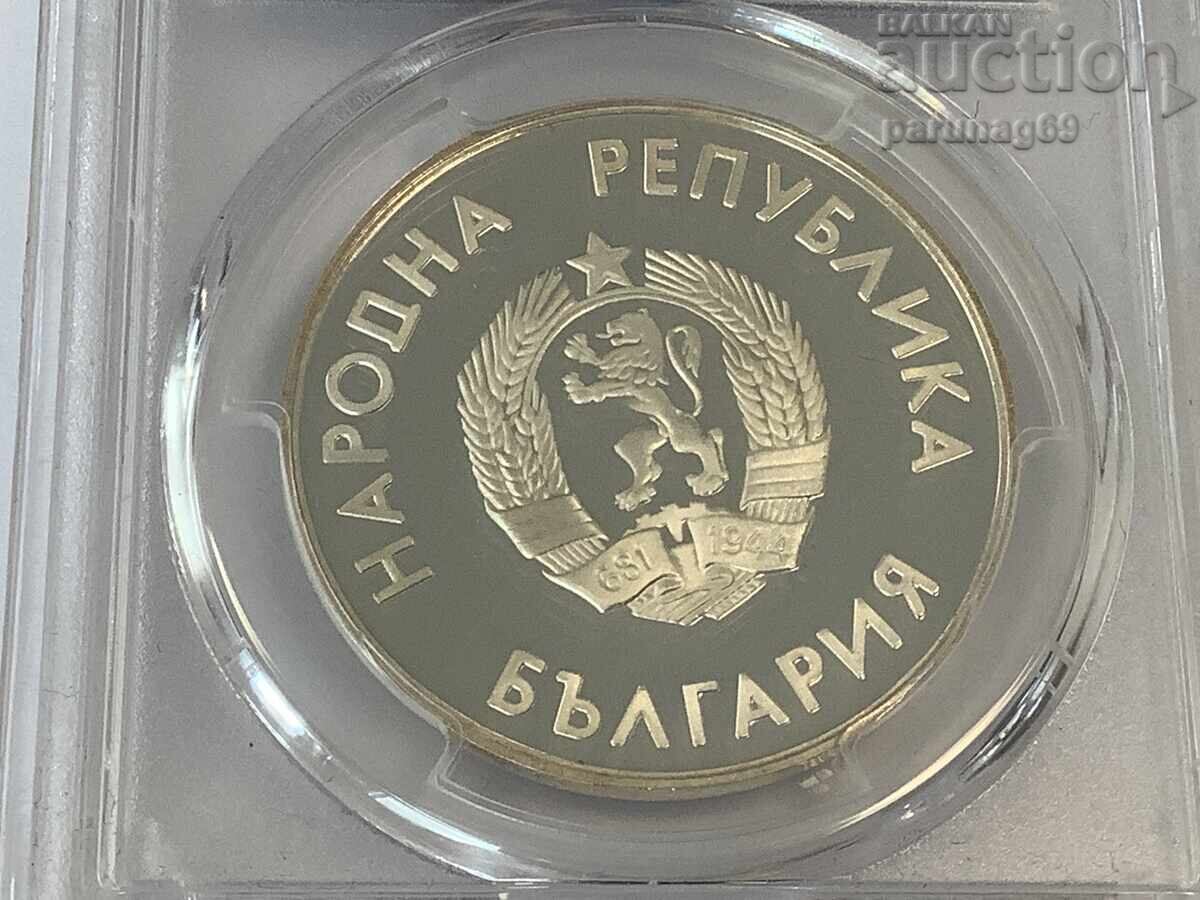 BALKAN
auction
parunag69
НАРОДНА РЕПУБЛИКА
БЪЛГАРИЯ
681 1944